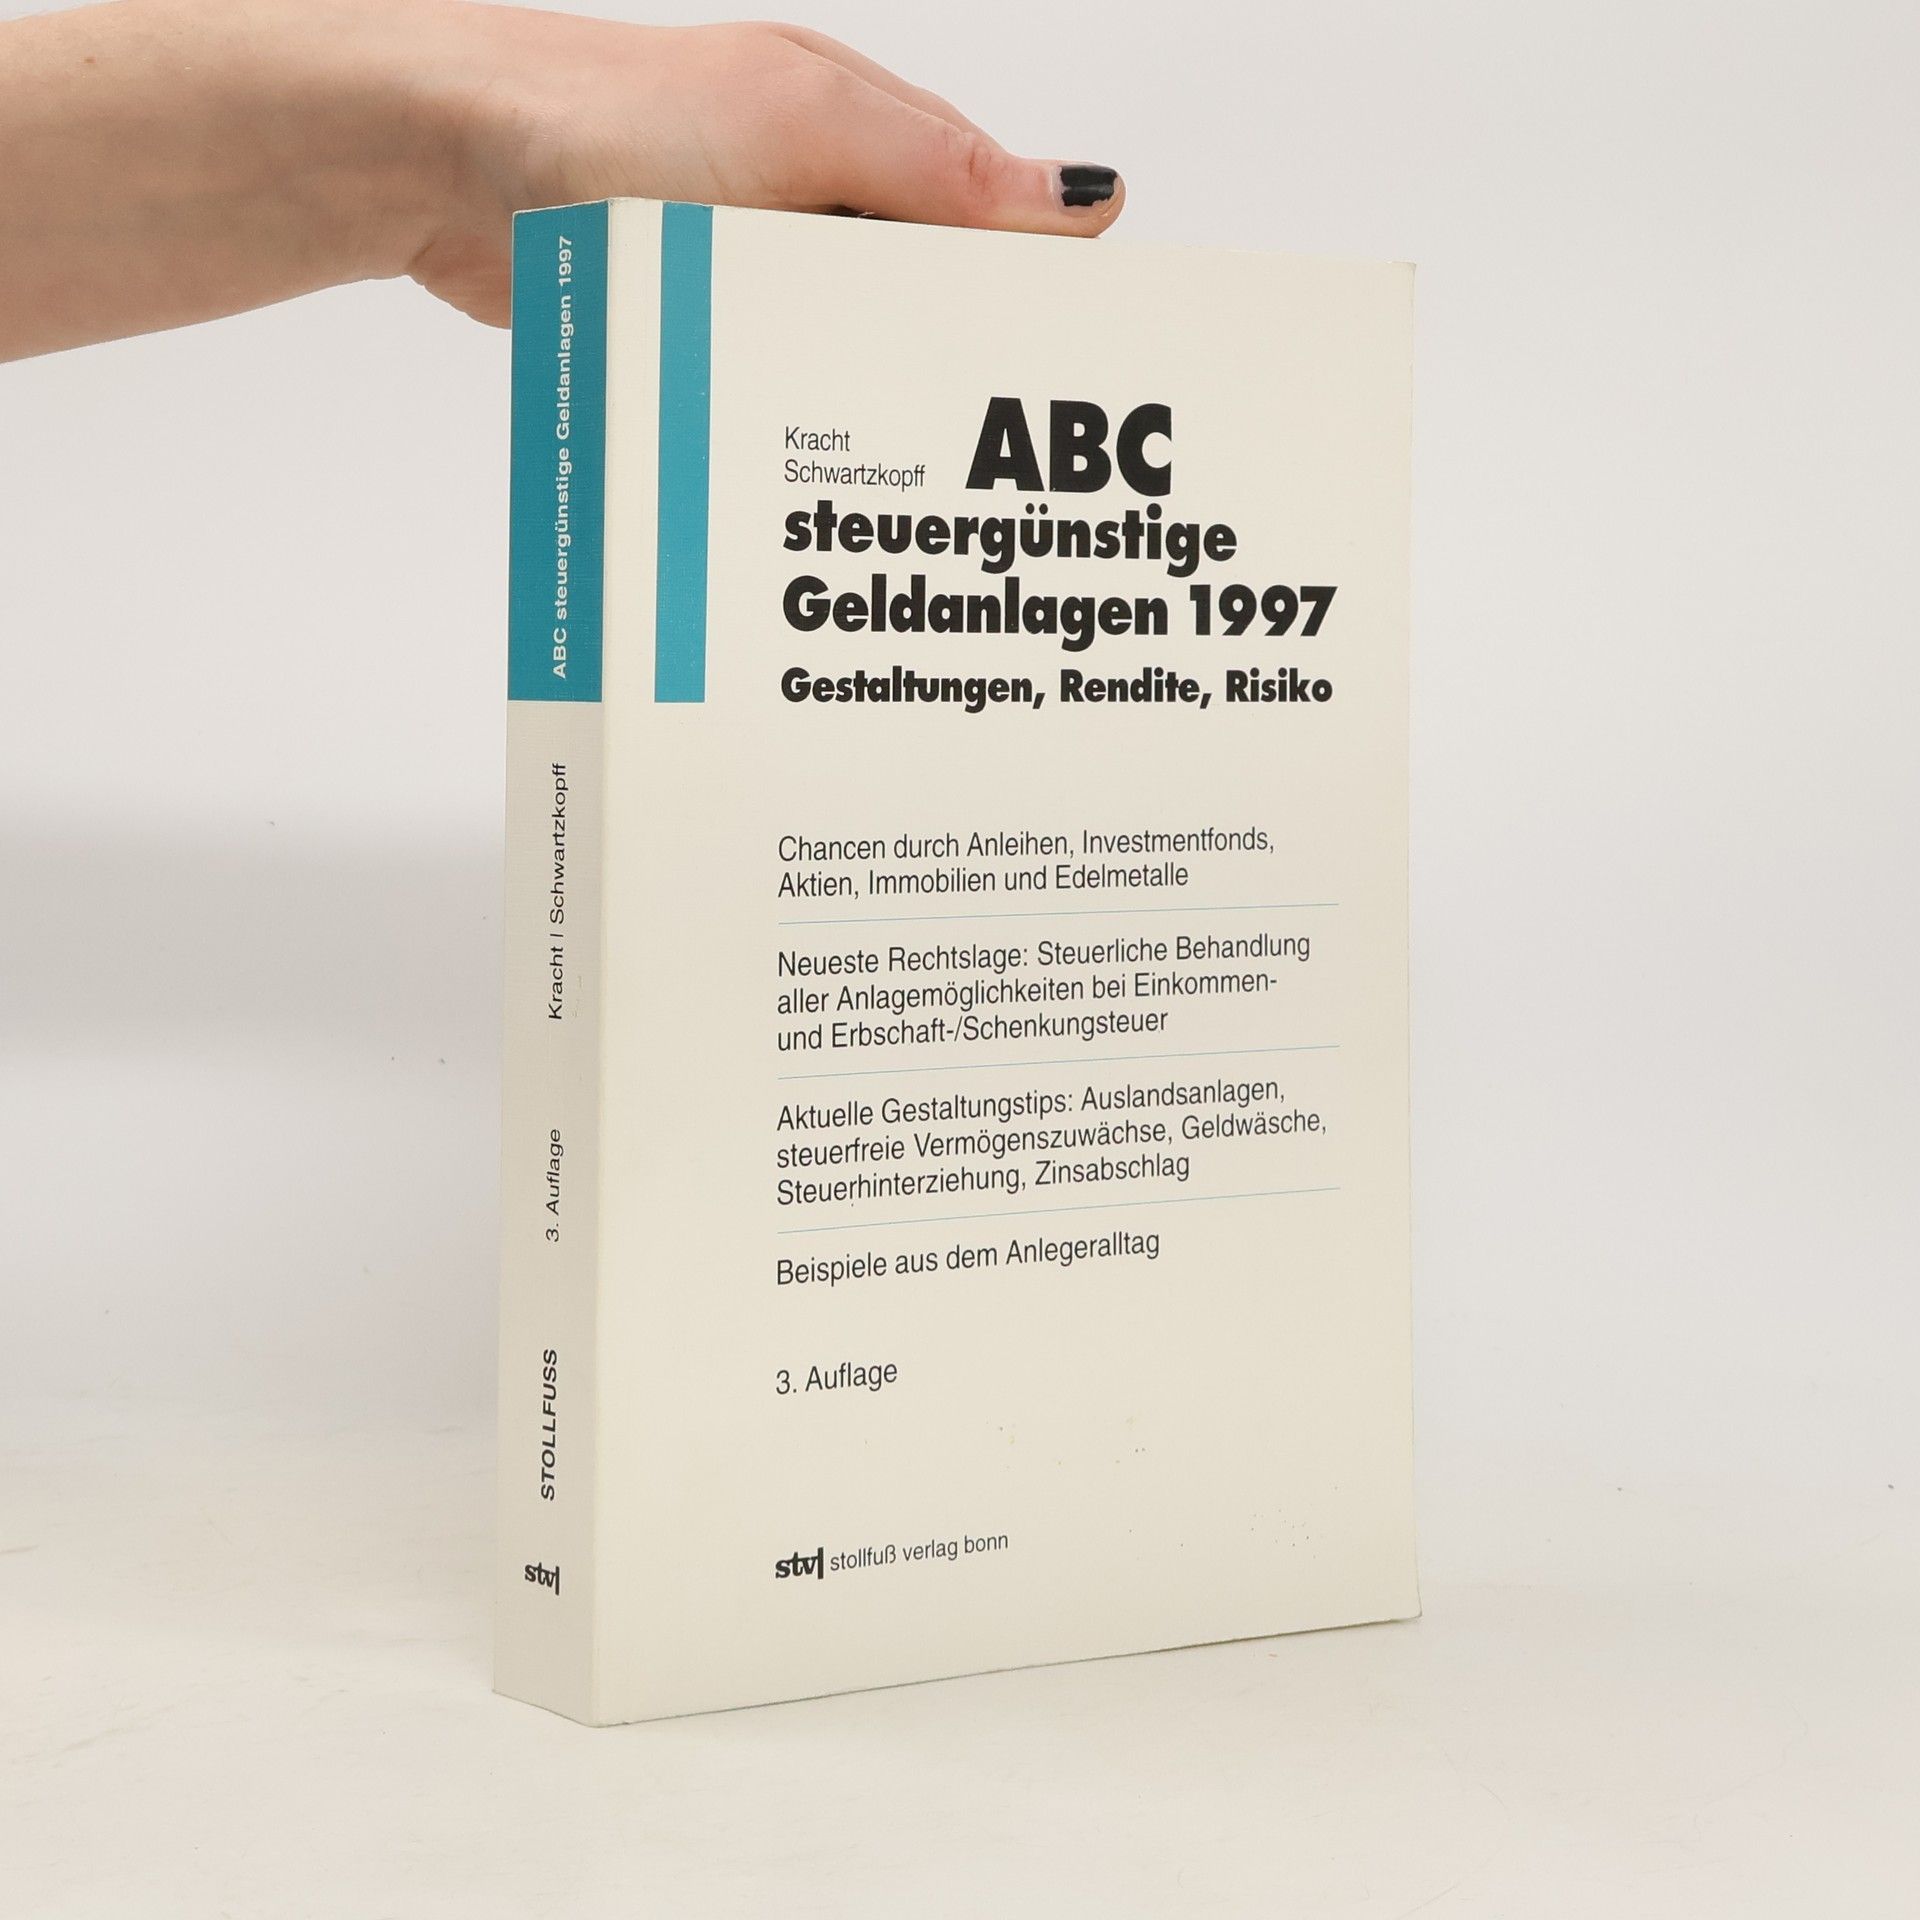 ABC steuergünstige Geldanlagen 1997
Kracht | Schwartzkopff
3. Auflage
STOLLFUSS
stv
Kracht
Schwartzkopff
ABC
steuergünstige
Geldanlagen 1997
Gestaltungen, Rendite, Risiko
Chancen durch Anleihen, Investmentfonds,
Aktien, Immobilien und Edelmetalle
Neueste Rechtslage: Steuerliche Behandlung
aller Anlagemöglichkeiten bei Einkommen-
und Erbschaft-/Schenkungsteuer
Aktuelle Gestaltungstips: Auslandsanlagen,
steuerfreie Vermögenszuwächse, Geldwäsche,
Steuerhinterziehung, Zinsabschlag
Beispiele aus dem Anlegeralltag
3. Auflage
stv stollfuß verlag bonn